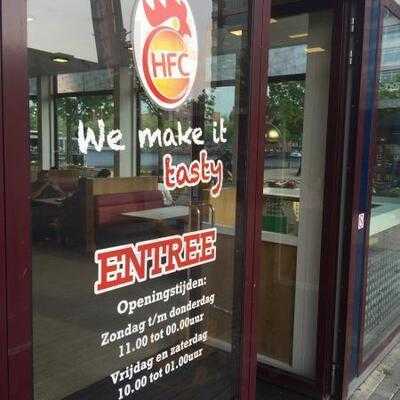 HFC
We make it
tasty
ENTREE
Openingstijden:
Zondag t/m donderdag
11.00 tot 00.00uur
Vrijdag en zaterdag
10.00 tot 01.00uur